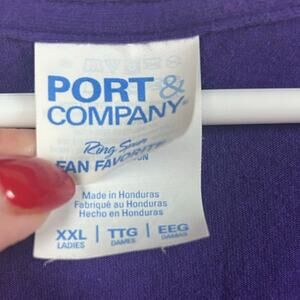 PORT &
COMPANY®
Ring Spun
FAN FAVORITE
Made in Honduras
Fabriqué au Honduras
Hecho en Honduras
XXL | TTG | EEG
LADIES DAMES DAMAS